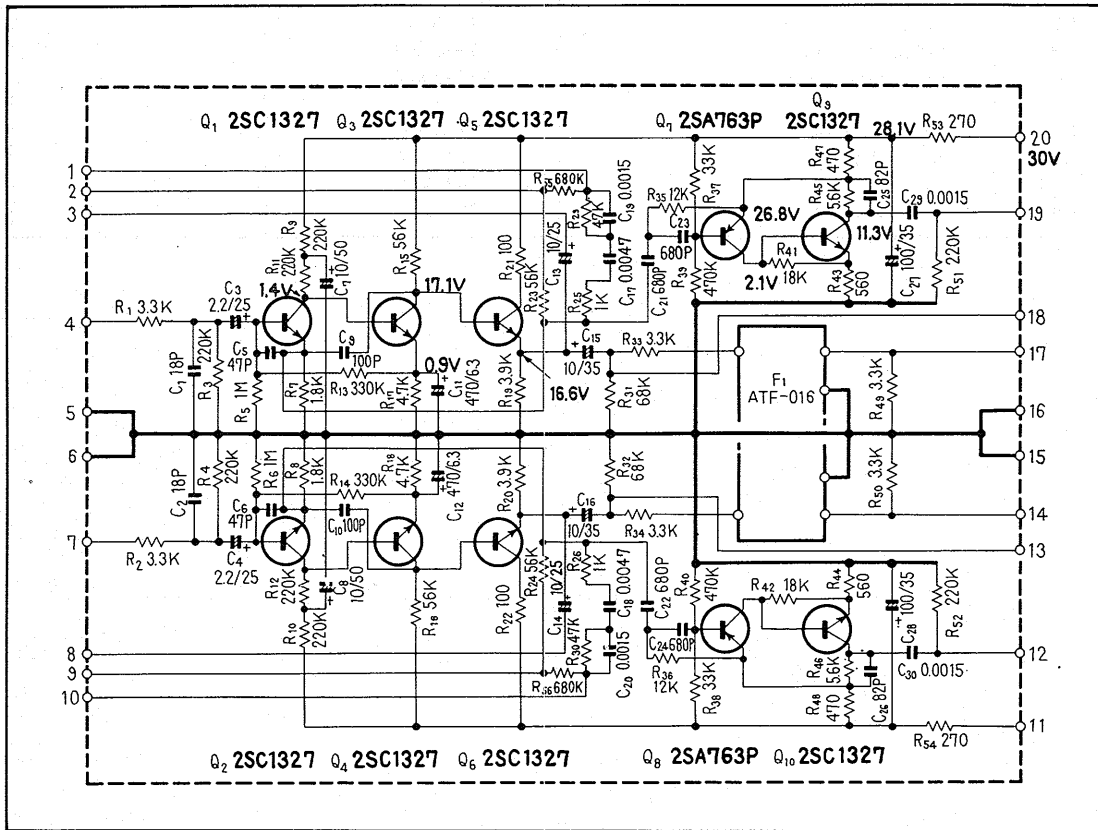 Q1 2SC1327 Q3 2SC1327 Q5 2SC1327
Q7 2SA763P
Q9 2SC1327
28.1V
R53 270
20
30V
1
2
3
4
5
6
7
8
9
10
19
18
17
16
15
14
13
12
11
R35 680K
R29 47K
C19 0.0015
R35 12K
33K R37
R47 470
R45 5.6K
C25 82P
C29 0.0015
R9 220K
R11 220K
C7 10/50
R15 56K
R21 100
R23 56K
C13 10/25
C17 0.0047
R25 1K
C21 680P
C23 680P
26.8V
R39 470K
R41 18K
11.3V
2.1V
R43 560
C27 100/35
R51 220K
R1 3.3K
C3 2.2/25
1.4V
17.1V
C1 18P
R3 220K
C5 47P
R5 1M
R7 1.8K
C9 100P
R13 330K
0.9V
R17 4.7K
C11 470/63
R19 3.9K
16.6V
C15 10/35
R33 3.3K
R31 68K
F1
ATF-016
R49 3.3K
C2 18P
R4 220K
R6 1M
R8 1.8K
R14 330K
R18 4.7K
C12 470/63
R20 3.9K
R32 68K
R50 3.3K
C6 47P
C10 100P
C16 10/35
R34 3.3K
R2 3.3K
C4 2.2/25
R12 220K
C8 10/50
R10 220K
R16 56K
R24 56K
R22 100
10/25
C14
R26 1K
C18 0.0047
C22 680P
R30 47K
C20 0.0015
R36 680K
C24 680P
R36 12K
R40 470K
33K R38
R42 18K
R44 560
100/35
C28
R46 5.6K
R48 470
C26 82P
C30 0.0015
220K R52
R54 270
Q2 2SC1327 Q4 2SC1327 Q6 2SC1327
Q8 2SA763P Q10 2SC1327